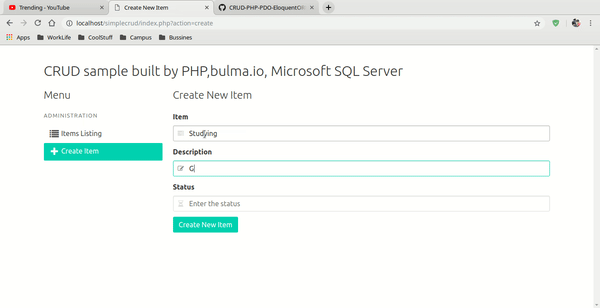 Trending - YouTube
Create New Item
CRUD-PHP-PDO-EloquentOR
localhost/simplecrud/index.php?action=create
Apps WorkLife CoolStuff Campus Bussines
CRUD sample built by PHP,bulma.io, Microsoft SQL Server
Menu
ADMINISTRATION
Items Listing
Create Item
Create New Item
Item
Studying
Description
G
Status
Enter the status
Create New Item